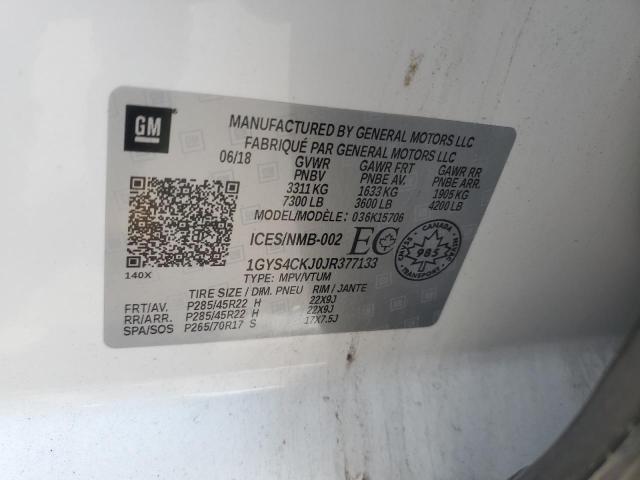 GM
MANUFACTURED BY GENERAL MOTORS LLC
FABRIQUÉ PAR GENERAL MOTORS LLC
06/18 GVWR GAWR FRT GAWR RR
PNBV PNBE AV. PNBE ARR.
3311 KG 1633 KG 1905 KG
7300 LB 3600 LB 4200 LB
MODEL/MODÈLE: 036K15706
ICES/NMB-002 EC 985
1GYS4CKJ0JR377133
140X
TYPE: MPV/VTUM
TIRE SIZE / DIM. PNEU RIM / JANTE
FRT/AV. P285/45R22 H 22X9J
RR/ARR. P285/45R22 H 22X9J
SPA/SOS P265/70R17 S 17X7.5J